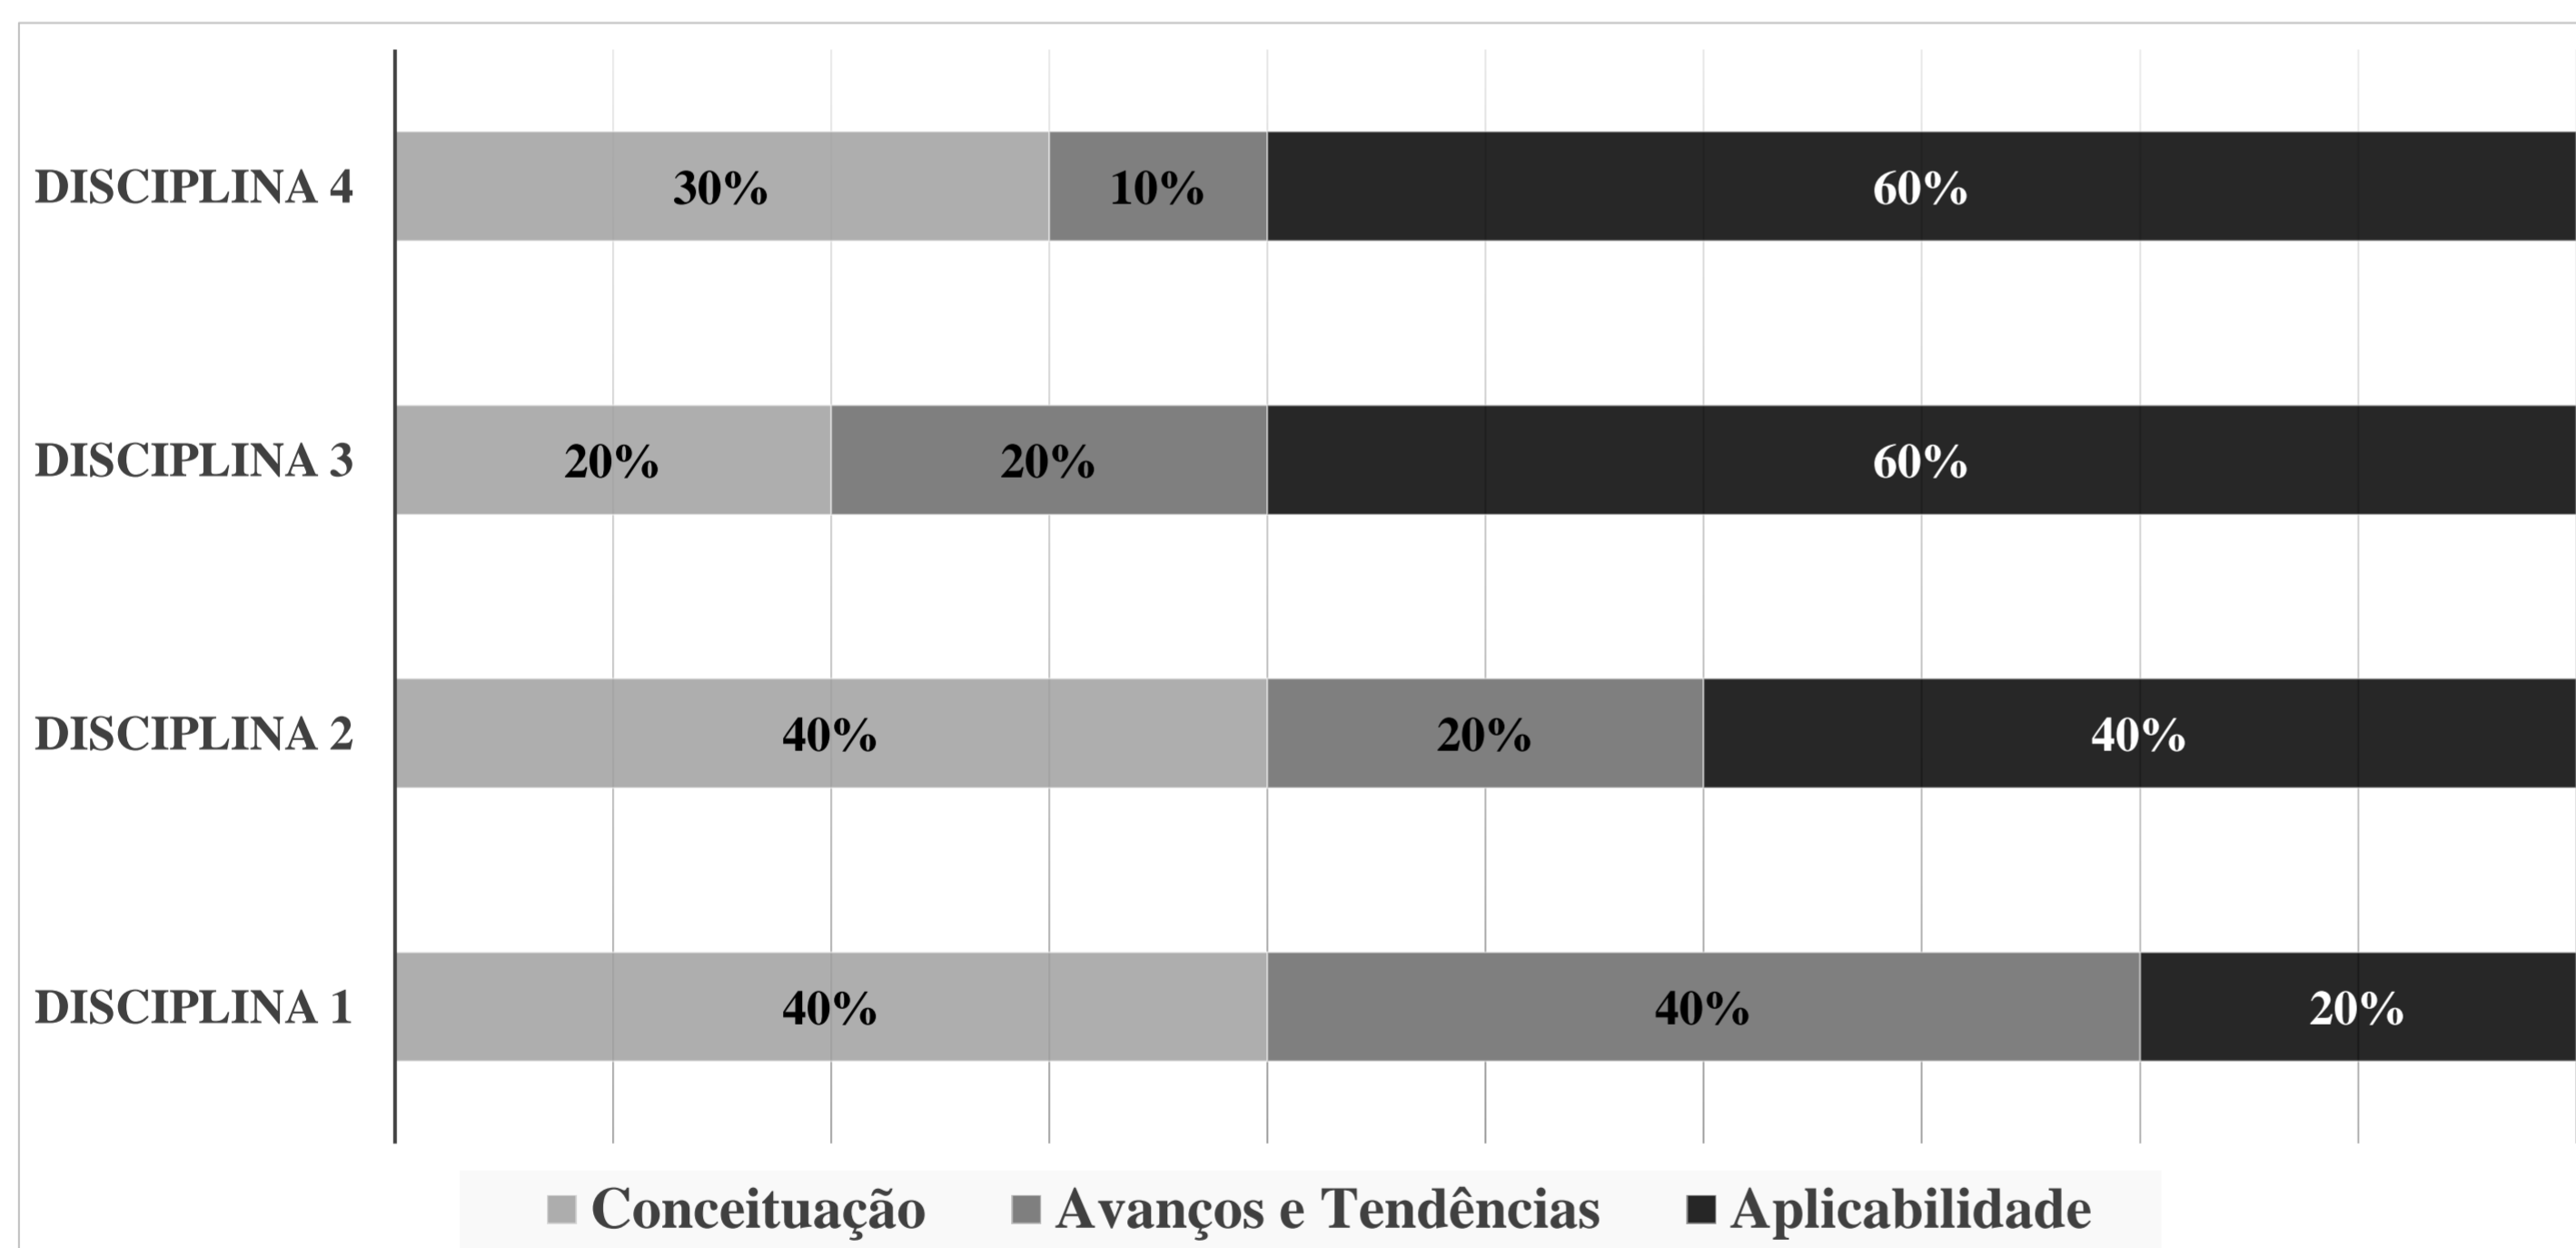 DISCIPLINA 4 30% 10% 60%
DISCIPLINA 3 20% 20% 60%
DISCIPLINA 2 40% 20% 40%
DISCIPLINA 1 40% 40% 20%
Conceituação Avanços e Tendências Aplicabilidade